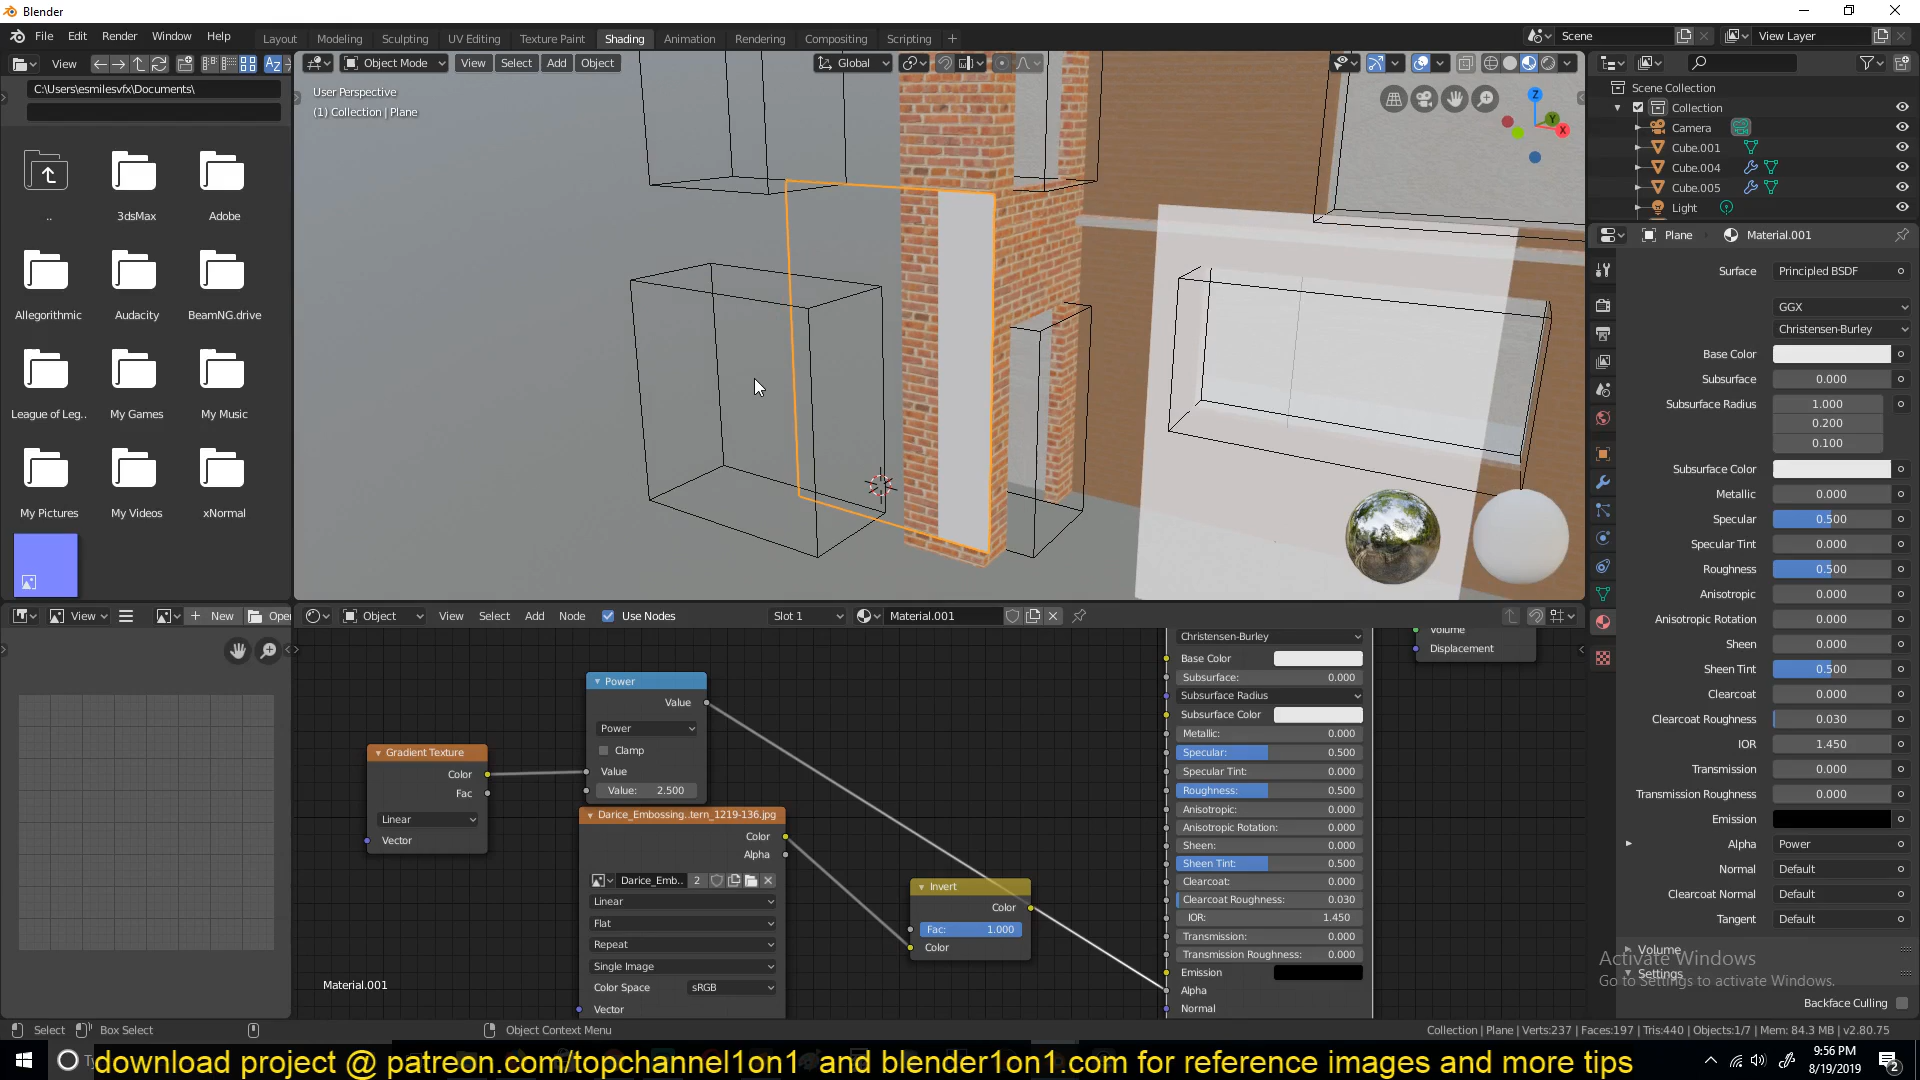 Blender
File Edit Render Window Help
Layout Modeling Sculpting UV Editing Texture Paint Shading Animation Rendering Compositing Scripting +
Scene
View Layer
View
C:\Users\esmilesvfx\Documents\
..
3dsMax
Adobe
Allegorithmic
Audacity
BeamNG.drive
League of Leg..
My Games
My Music
My Pictures
My Videos
xNormal
Object Mode View Select Add Object
Global
User Perspective
(1) Collection | Plane
Z
Y
X
Scene Collection
Collection
Camera
Cube.001
Cube.004
Cube.005
Light
Plane
Material.001
Surface Principled BSDF
GGX
Christensen-Burley
Base Color
Subsurface 0.000
Subsurface Radius 1.000
0.200
0.100
Subsurface Color
Metallic 0.000
Specular 0.500
Specular Tint 0.000
Roughness 0.500
Anisotropic 0.000
Anisotropic Rotation 0.000
Sheen 0.000
Sheen Tint 0.500
Clearcoat 0.000
Clearcoat Roughness 0.030
IOR 1.450
Transmission 0.000
Transmission Roughness 0.000
Emission
Alpha Power
Normal Default
Clearcoat Normal Default
Tangent Default
Volume
Settings
Backface Culling
Activate Windows
Go to Settings to activate Windows.
View
+ New
Open
Object View Select Add Node Use Nodes
Slot 1
Material.001
Gradient Texture
Color
Fac
Linear
Vector
Power
Value
Power
Clamp
Value
Value: 2.500
Darice_Embossing..tern_1219-136.jpg
Color
Alpha
Darice_Emb.. 2
Linear
Flat
Repeat
Single Image
Color Space sRGB
Vector
Invert
Color
Fac: 1.000
Color
Christensen-Burley
Base Color
Subsurface: 0.000
Subsurface Radius
Subsurface Color
Metallic: 0.000
Specular: 0.500
Specular Tint: 0.000
Roughness: 0.500
Anisotropic: 0.000
Anisotropic Rotation: 0.000
Sheen: 0.000
Sheen Tint: 0.500
Clearcoat: 0.000
Clearcoat Roughness: 0.030
IOR: 1.450
Transmission: 0.000
Transmission Roughness: 0.000
Emission
Alpha
Normal
Volume
Displacement
Material.001
Select
Box Select
Object Context Menu
Collection | Plane | Verts:237 | Faces:197 | Tris:440 | Objects:1/7 | Mem: 84.3 MB | v2.80.75
download project @ patreon.com/topchannel1on1 and blender1on1.com for reference images and more tips
9:56 PM
8/19/2019
2